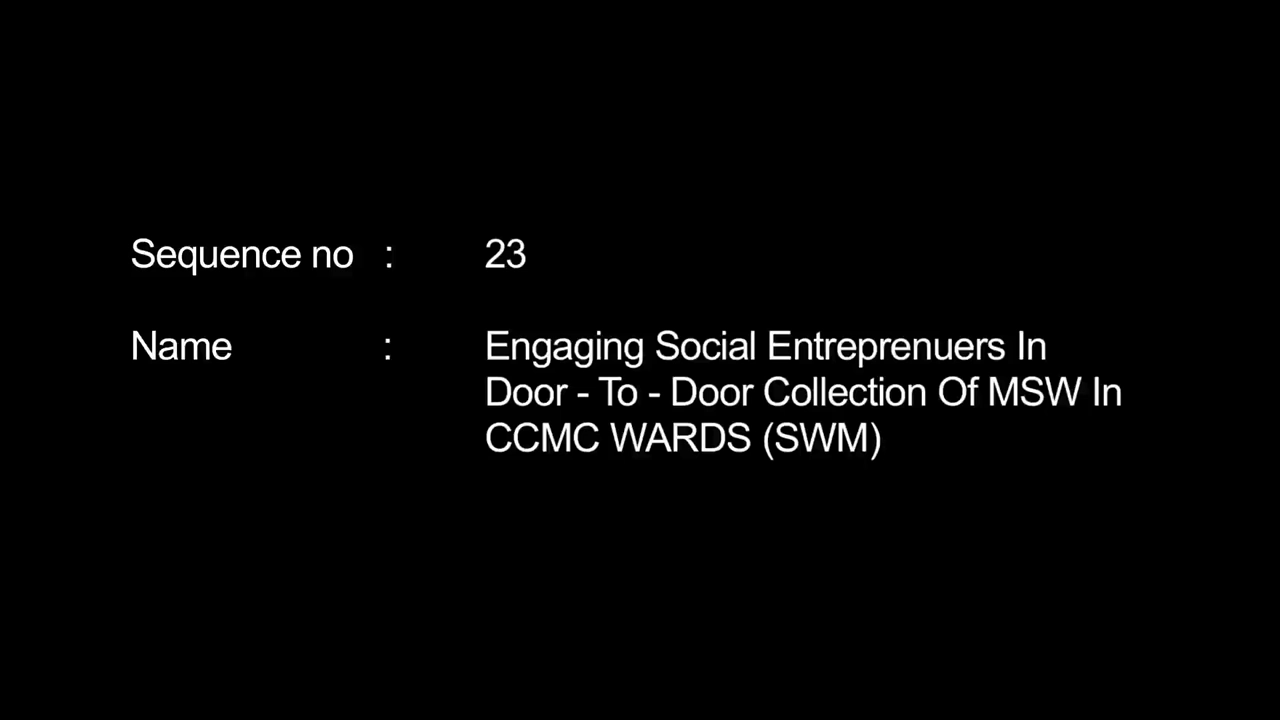 Sequence no : 23
Name : Engaging Social Entreprenuers In
Door - To - Door Collection Of MSW In
CCMC WARDS (SWM)